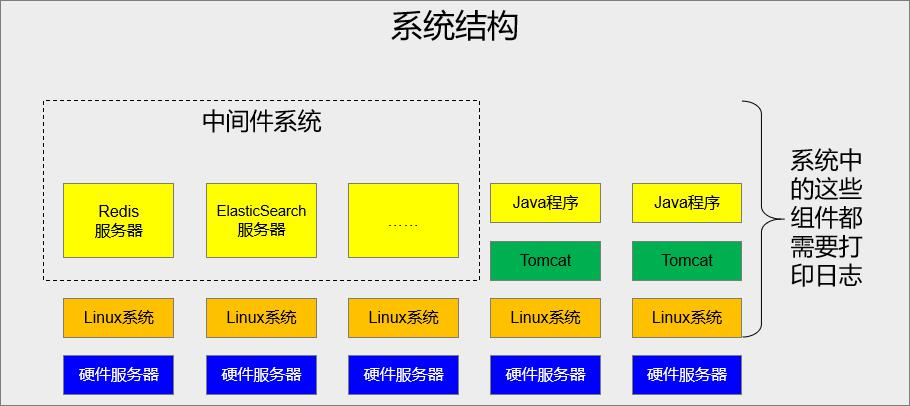 系统结构
中间件系统
Redis
服务器
ElasticSearch
服务器
……
Java程序
Java程序
Tomcat
Tomcat
Linux系统
Linux系统
Linux系统
Linux系统
Linux系统
硬件服务器
硬件服务器
硬件服务器
硬件服务器
硬件服务器
系统中
的这些
组件都
需要打
印日志